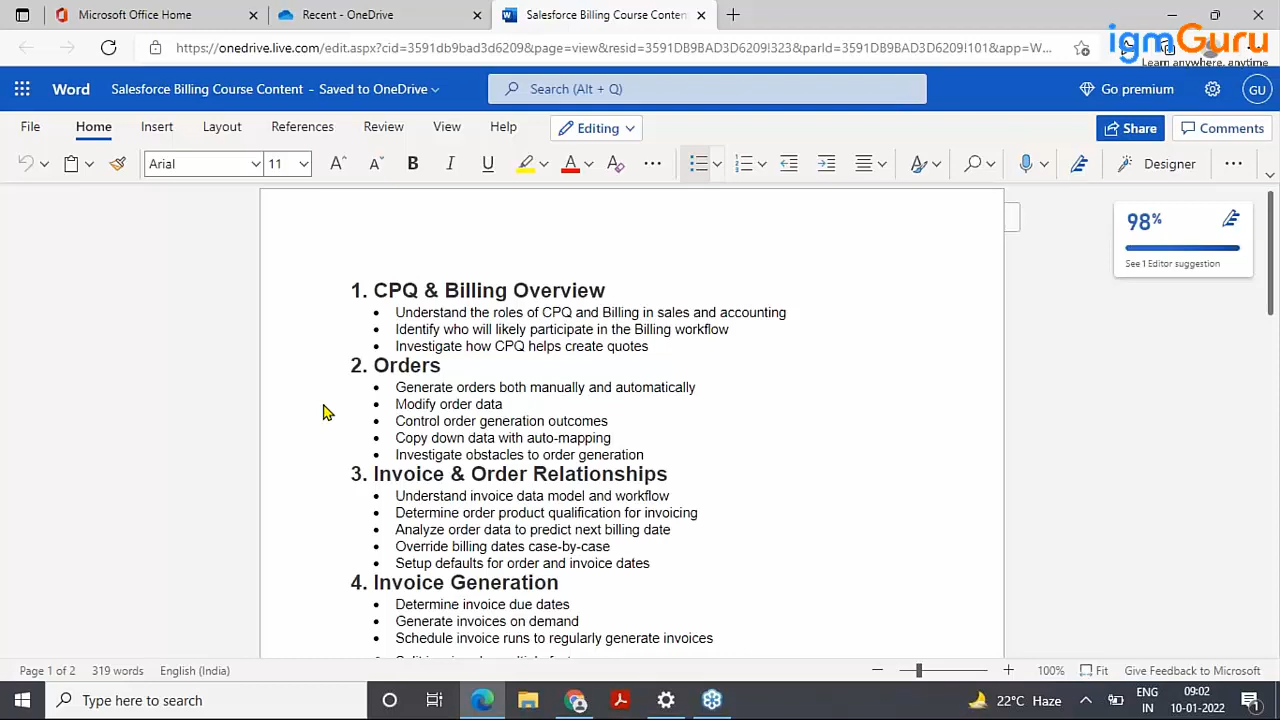 Microsoft Office Home
Recent - OneDrive
Salesforce Billing Course Conten
https://onedrive.live.com/edit.aspx?cid=3591db9bad3d6209&page=view&resid=3591DB9BAD3D6209!323&parId=3591DB9BAD3D6209!101&app=W...
igmGuru
Learn anywhere, anytime
Word
Salesforce Billing Course Content - Saved to OneDrive
Search (Alt + Q)
Go premium
GU
File
Home
Insert
Layout
References
Review
View
Help
Editing
Share
Comments
Arial
11
Designer
98%
See 1 Editor suggestion
1. CPQ & Billing Overview
• Understand the roles of CPQ and Billing in sales and accounting
• Identify who will likely participate in the Billing workflow
• Investigate how CPQ helps create quotes
2. Orders
• Generate orders both manually and automatically
• Modify order data
• Control order generation outcomes
• Copy down data with auto-mapping
• Investigate obstacles to order generation
3. Invoice & Order Relationships
• Understand invoice data model and workflow
• Determine order product qualification for invoicing
• Analyze order data to predict next billing date
• Override billing dates case-by-case
• Setup defaults for order and invoice dates
4. Invoice Generation
• Determine invoice due dates
• Generate invoices on demand
• Schedule invoice runs to regularly generate invoices
Page 1 of 2
319 words
English (India)
100%
Fit
Give Feedback to Microsoft
Type here to search
22°C Haze
ENG
IN
09:02
10-01-2022
1